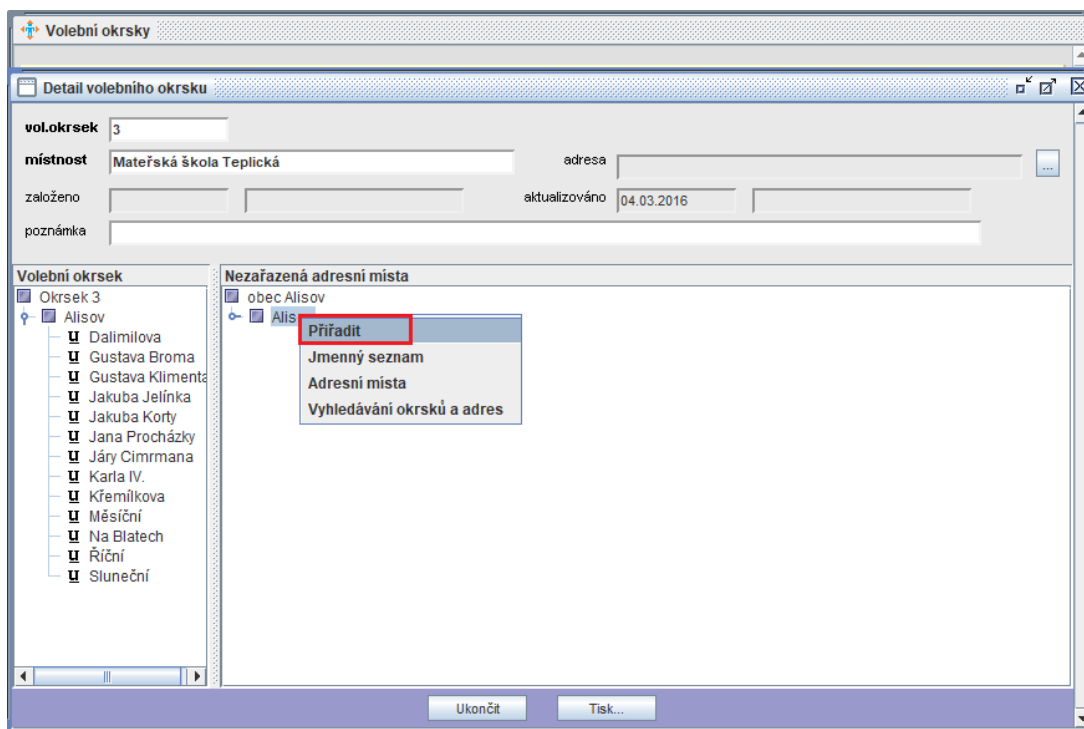 Volební okrsky
Detail volebního okrsku
vol.okrsek 3
místnost Mateřská škola Teplická adresa ...
založeno aktualizováno 04.03.2016
poznámka
Volební okrsek
Okrsek 3
Alisov
u Dalimilova
u Gustava Broma
u Gustava Klimenta
u Jakuba Jelínka
u Jakuba Korty
u Jana Procházky
u Járy Cimrmana
u Karla IV.
u Křemílkova
u Měsíční
u Na Blatech
u Říční
u Sluneční
Nezařazená adresní místa
obec Alisov
Alis
Přiřadit
Jmenný seznam
Adresní místa
Vyhledávání okrsků a adres
Ukončit Tisk...